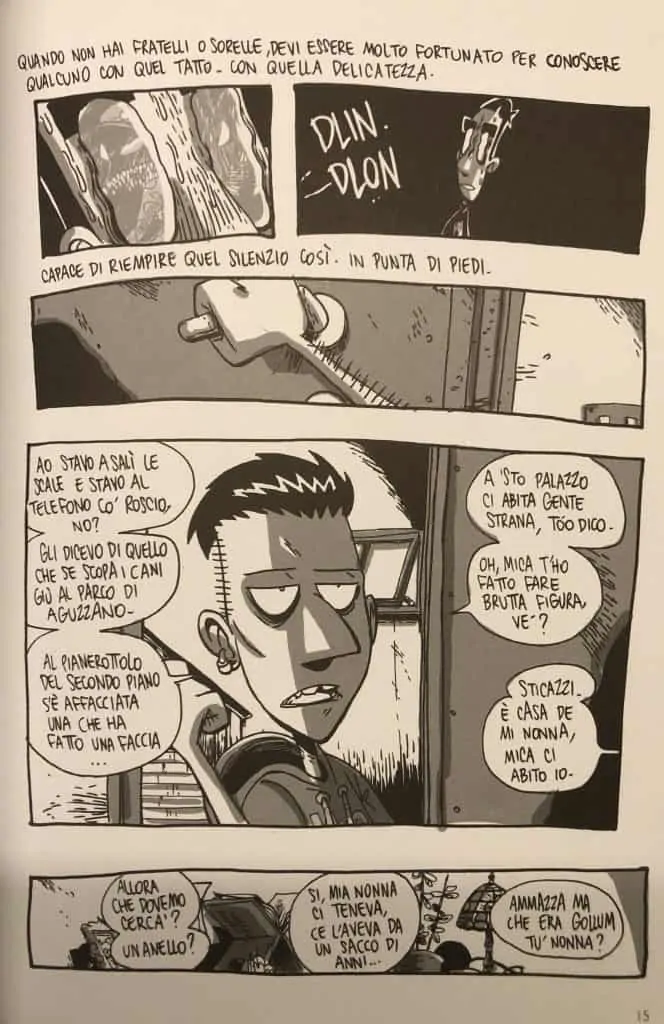 QUANDO NON HAI FRATELLI O SORELLE, DEVI ESSERE MOLTO FORTUNATO PER CONOSCERE
QUALCUNO CON QUEL TATTO - CON QUELLA DELICATEZZA.
DLIN.
-DLON
CAPACE DI RIEMPIRE QUEL SILENZIO COSÌ. IN PUNTA DI PIEDI-
AO STAVO A SALÌ LE
SCALE E STAVO AL
TELEFONO CO' ROSCIO,
NO?
GLI DICEVO DI QUELLO
CHE SE SCOPA I CANI
GIÙ AL PARCO DI
AGUZZANO-
AL PIANEROTTOLO
DEL SECONDO PIANO
S'È AFFACCIATA
UNA CHE HA
FATTO UNA FACCIA
...
A 'STO PALAZZO
CI ABITA GENTE
STRANA, TÓO DICO-
OH, MICA T'HO
FATTO FARE
BRUTTA FIGURA,
VE'?
STICAZZI-
È CASA DE
MI NONNA,
MICA CI
ABITO IO-
ALLORA
CHE DOVEMO
CERCA'?
UN ANELLO?
SI, MIA NONNA
CI TENEVA,
CE L'AVEVA DA
UN SACCO DI
ANNI...
AMMAZZA MA
CHE ERA GOLLUM
TU' NONNA?
15